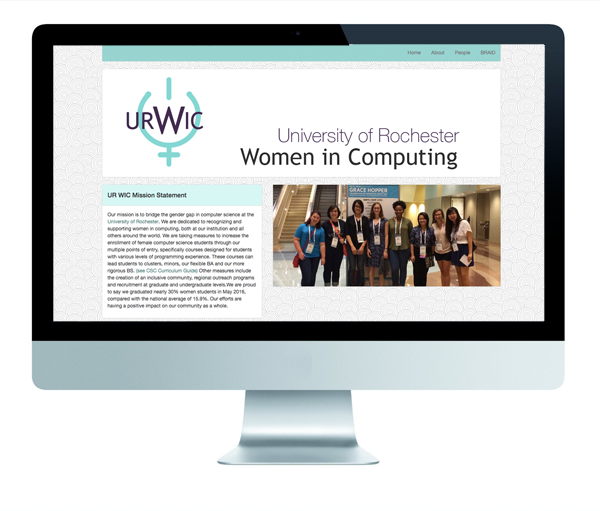 Home About People BRAID
URWIC
University of Rochester
Women in Computing
UR WIC Mission Statement
Our mission is to bridge the gender gap in computer science at the
University of Rochester. We are dedicated to recognizing and
supporting women in computing, both at our institution and all
others around the world. We are taking measures to increase the
enrollment of female computer science students through our
multiple points of entry, specifically courses designed for students
with various levels of programming experience. These courses can
lead students to clusters, minors, our flexible BA and our more
rigorous BS. (see CSC Curriculum Guide) Other measures include
the creation of an inclusive community, regional outreach programs
and recruitment at graduate and undergraduate levels.We are proud
to say we graduated nearly 30% women students in May 2016,
compared with the national average of 15.8%. Our efforts are
having a positive impact on our community as a whole.
GRACE HOPPER